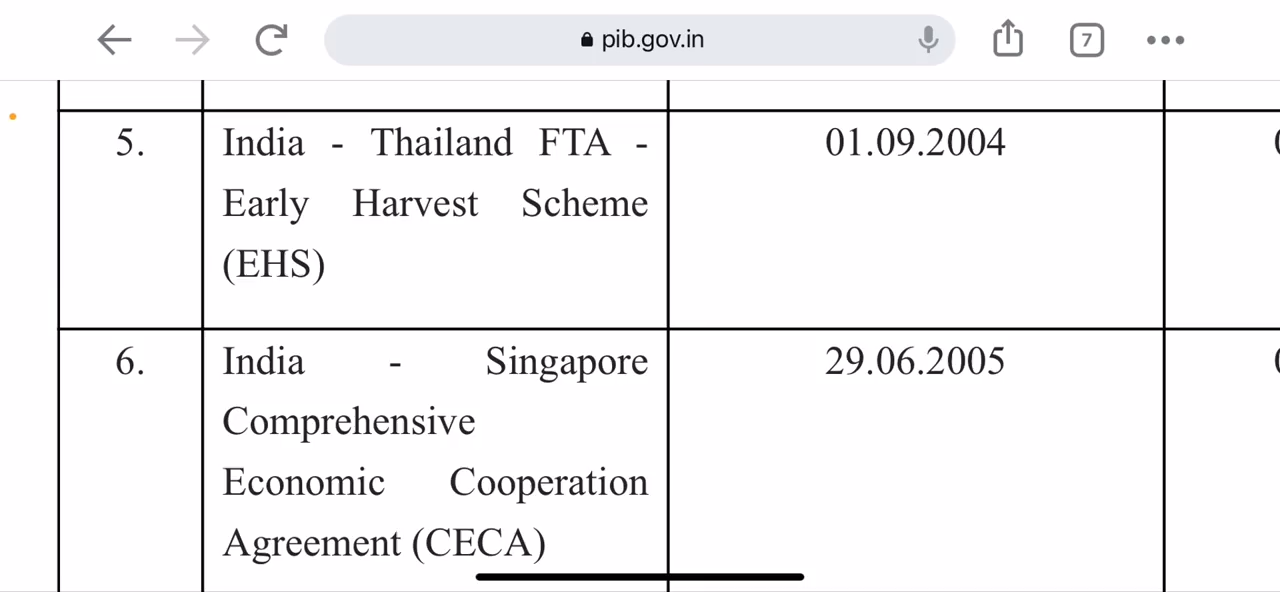 pib.gov.in
7
5.
India - Thailand FTA -
01.09.2004
Early Harvest Scheme
(EHS)
6.
India - Singapore
29.06.2005
Comprehensive
Economic Cooperation
Agreement (CECA)